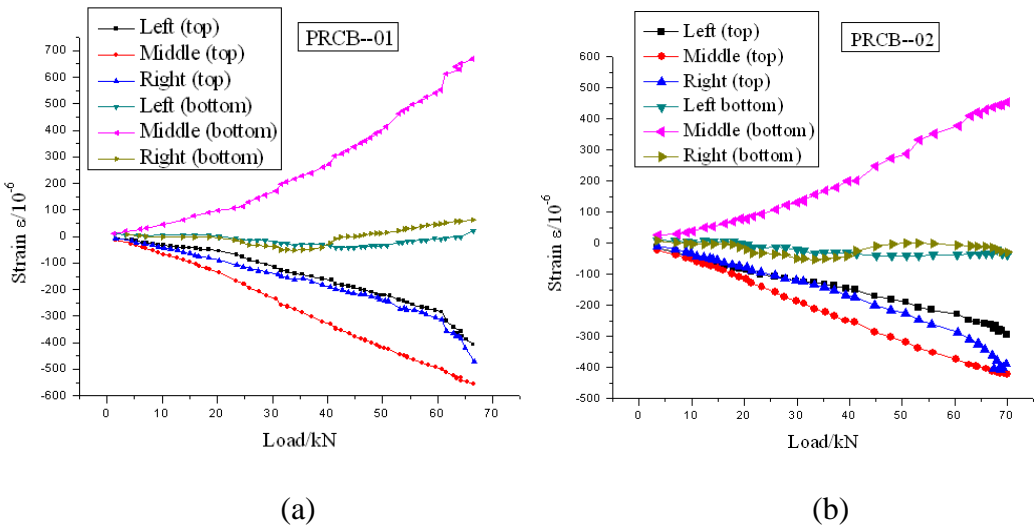 Left (top)
Middle (top)
Right (top)
Left (bottom)
Middle (bottom)
Right (bottom)
PRCB--01
700
600
500
400
300
200
100
0
-100
-200
-300
-400
-500
-600
Strain ε/10-6
0 10 20 30 40 50 60 70
Load/kN
(a)
Left (top)
Middle (top)
Right (top)
Left bottom)
Middle (bottom)
Right (bottom)
PRCB--02
700
600
500
400
300
200
100
0
-100
-200
-300
-400
-500
Strain ε/10-6
0 10 20 30 40 50 60 70
Load/kN
(b)